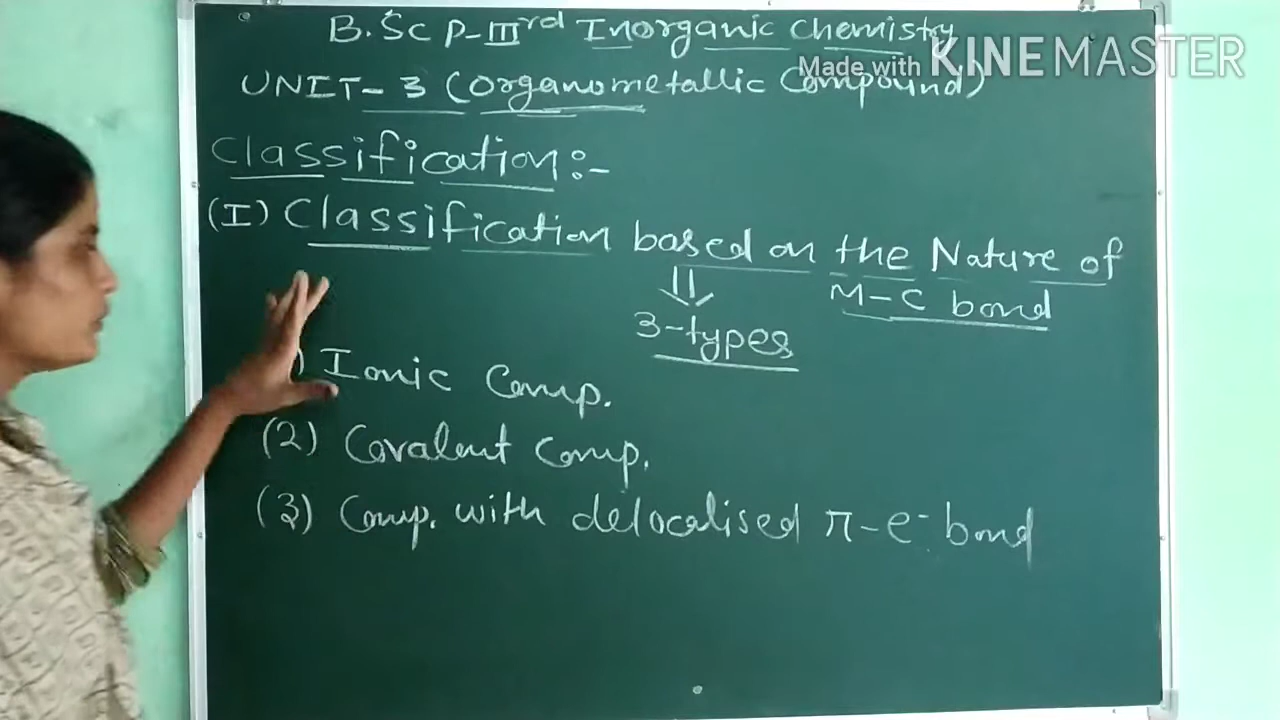 B.Sc P-IIIrd Inorganic Chemistry
Made with KINEMASTER
UNIT-3 (Organometallic Compound)
Classification:-
(I) Classification based on the Nature of
M-C bond
⇓
3-types
) Ionic Comp.
(2) Covalent Comp.
(3) Comp. with delocalised π-e⁻ bond